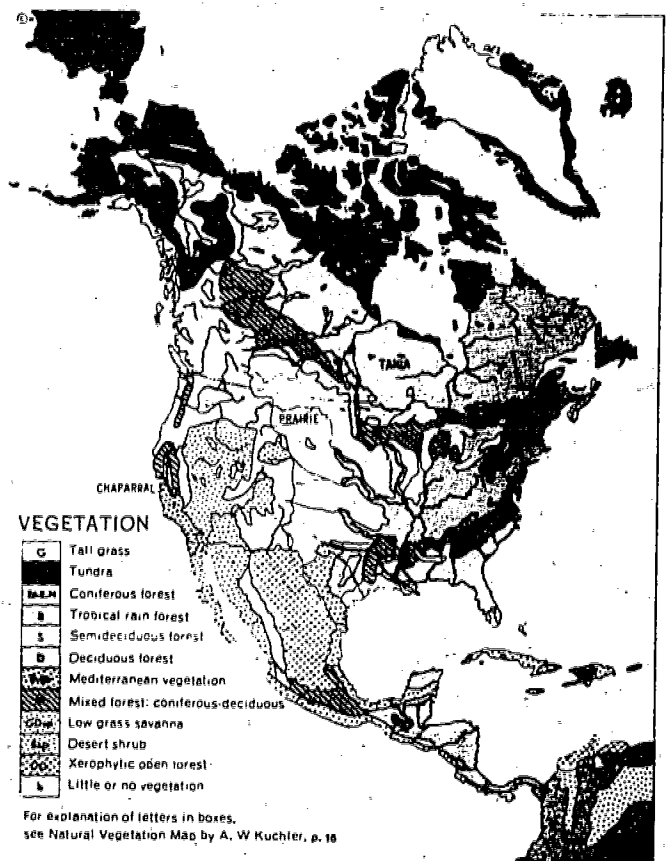 TAIGA
PRAIRIE
CHAPARRAL
VEGETATION
G Tall grass
Tundra
Coniferous forest
B Tropical rain forest
S Semideciduous forest
D Deciduous forest
Mediterranean vegetation
Mixed forest: coniferous-deciduous
Low grass savanna
Bsp Desert shrub
Xerophytic open forest
b Little or no vegetation
For explanation of letters in boxes,
see Natural Vegetation Map by A. W Kuchler, p. 16